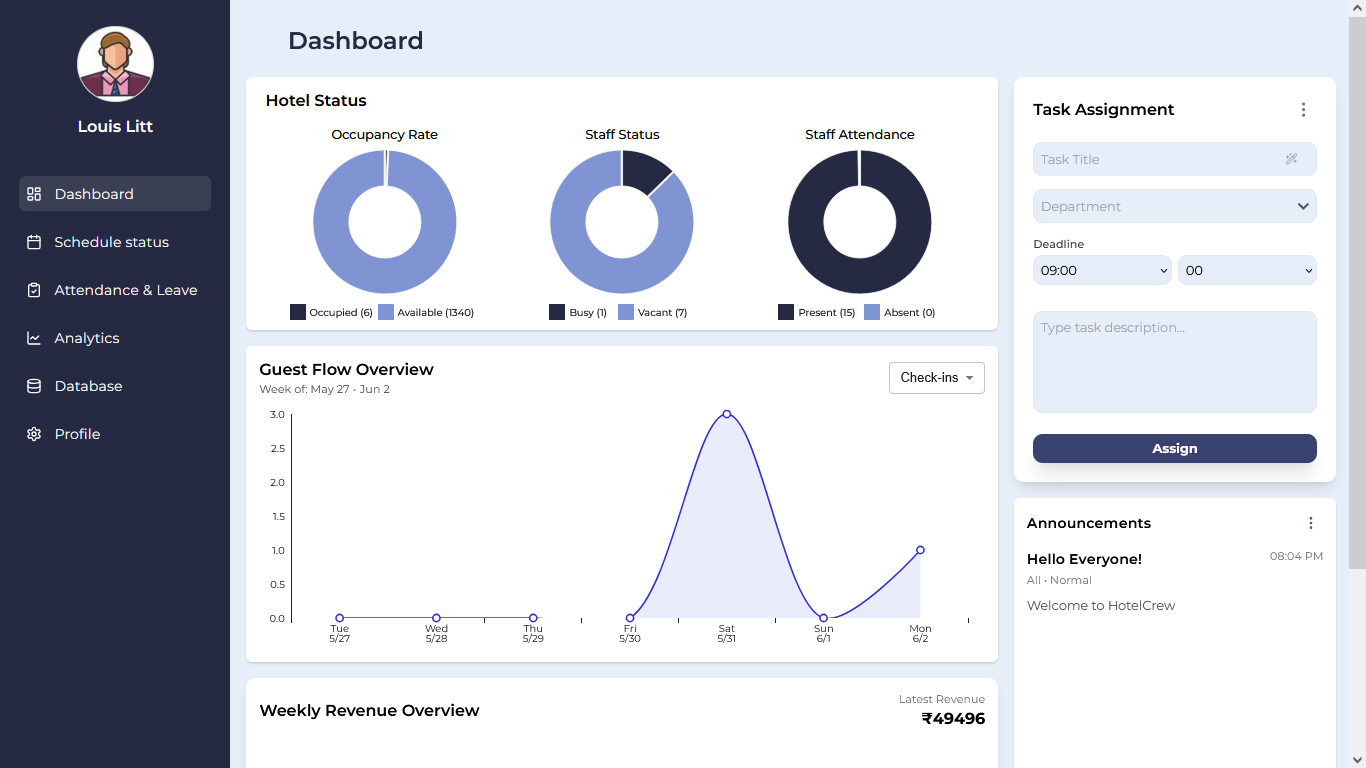 Louis Litt
Dashboard
Schedule status
Attendance & Leave
Analytics
Database
Profile
Dashboard
Hotel Status
Occupancy Rate
Occupied (6) Available (1340)
Staff Status
Busy (1) Vacant (7)
Staff Attendance
Present (15) Absent (0)
Guest Flow Overview
Week of: May 27 - Jun 2
Check-ins
3.0
2.5
2.0
1.5
1.0
0.5
0.0
Tue Wed Thu Fri Sat Sun Mon
5/27 5/28 5/29 5/30 5/31 6/1 6/2
Weekly Revenue Overview
Latest Revenue
₹49496
Task Assignment
Task Title
Department
Deadline
09:00 00
Type task description...
Assign
Announcements
Hello Everyone! 08:04 PM
All • Normal
Welcome to HotelCrew